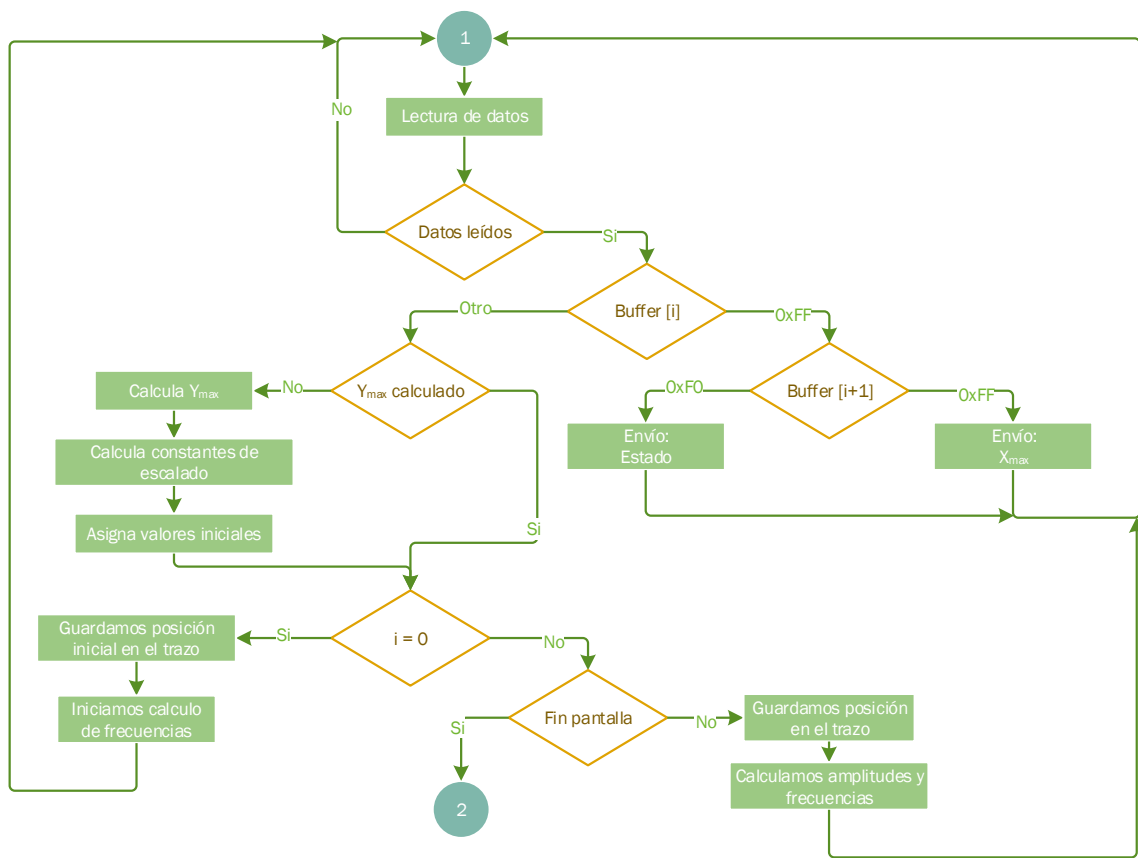 1
No
Lectura de datos
Datos leídos
Si
Buffer [i]
Otro
0xFF
Calcula Ymax
No
Ymax calculado
0xF0
Buffer [i+1]
0xFF
Calcula constantes de
escalado
Envío:
Estado
Envío:
Xmax
Asigna valores iniciales
Si
Guardamos posición
inicial en el trazo
Si
i = 0
No
Iniciamos calculo
de frecuencias
Si
Fin pantalla
No
Guardamos posición
en el trazo
Calculamos amplitudes y
frecuencias
2